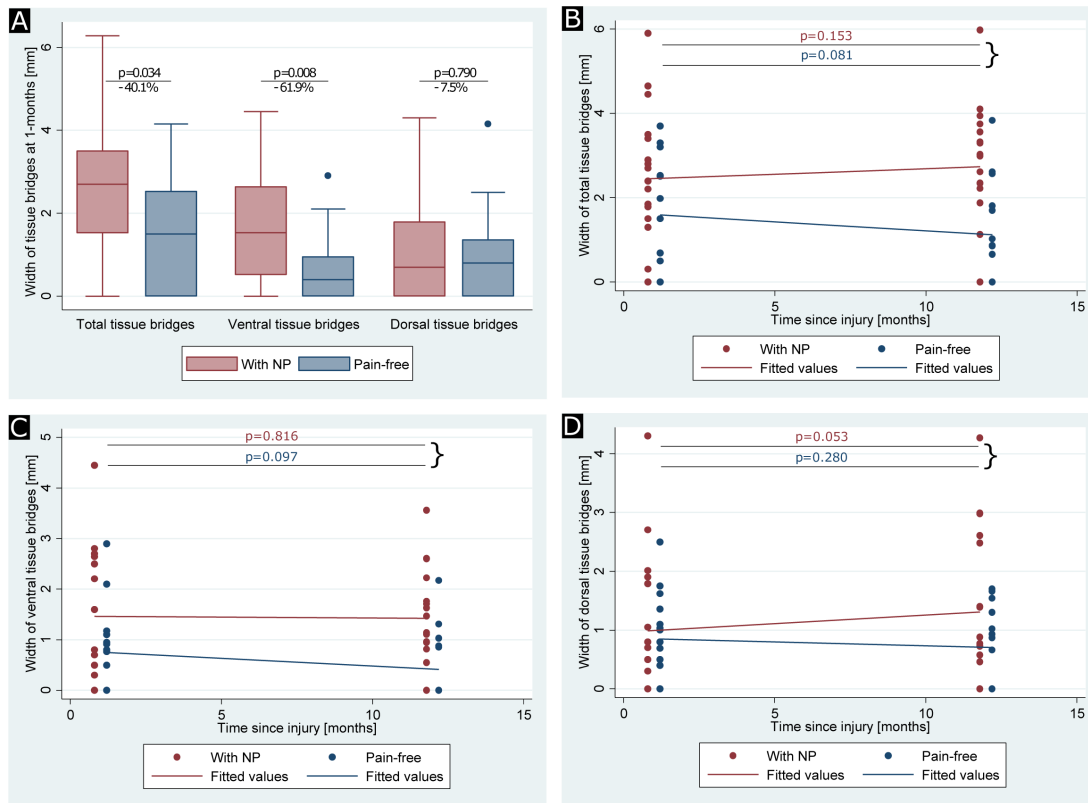 A
Width of tissue bridges at 1-months [mm]
6
4
2
0
p=0.034
-40.1%
p=0.008
-61.9%
p=0.790
-7.5%
Total tissue bridges
Ventral tissue bridges
Dorsal tissue bridges
With NP
Pain-free
B
Width of total tissue bridges [mm]
6
4
2
0
p=0.153
p=0.081
}
0
5
10
15
Time since injury [months]
With NP
Pain-free
Fitted values
Fitted values
C
Width of ventral tissue bridges [mm]
5
4
3
2
1
0
p=0.816
p=0.097
}
0
5
10
15
Time since injury [months]
With NP
Pain-free
Fitted values
Fitted values
D
Width of dorsal tissue bridges [mm]
4
3
2
1
0
p=0.053
p=0.280
}
0
5
10
15
Time since injury [months]
With NP
Pain-free
Fitted values
Fitted values